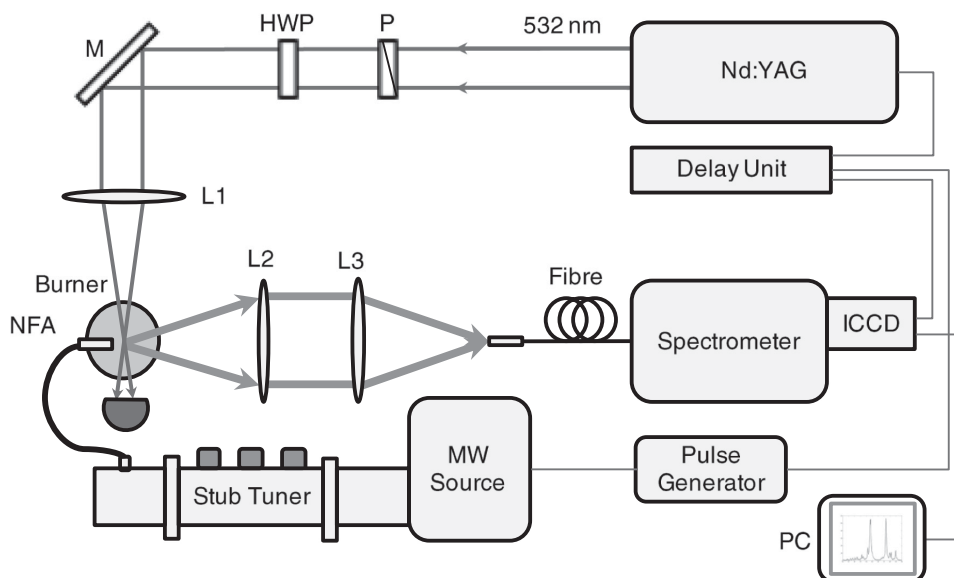 HWP
P
532 nm
M
Nd:YAG
Delay Unit
L1
L2
L3
Burner
NFA
Fibre
ICCD
Spectrometer
MW
Source
Pulse
Generator
Stub Tuner
PC